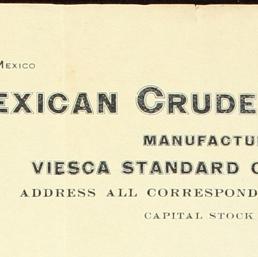 Mexico
EXICAN CRUDE
MANUFACTU
VIESCA STANDARD
ADDRESS ALL CORRESPOND
CAPITAL STOCK